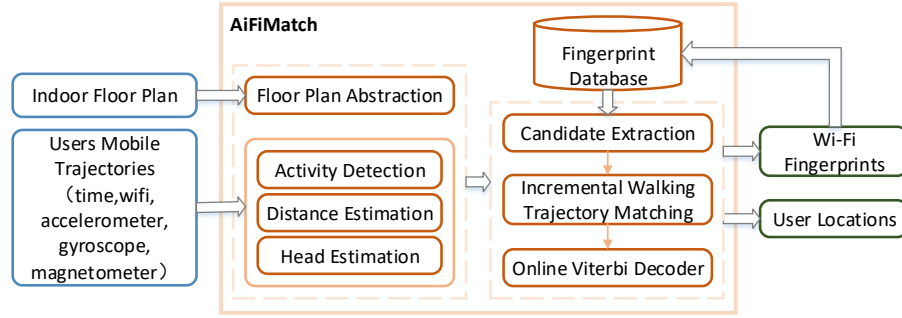 AiFiMatch
Fingerprint
Database
Indoor Floor Plan
Floor Plan Abstraction
Users Mobile
Trajectories
（time,wifi,
accelerometer,
gyroscope,
magnetometer）
Activity Detection
Distance Estimation
Head Estimation
Candidate Extraction
Incremental Walking
Trajectory Matching
Online Viterbi Decoder
Wi-Fi
Fingerprints
User Locations